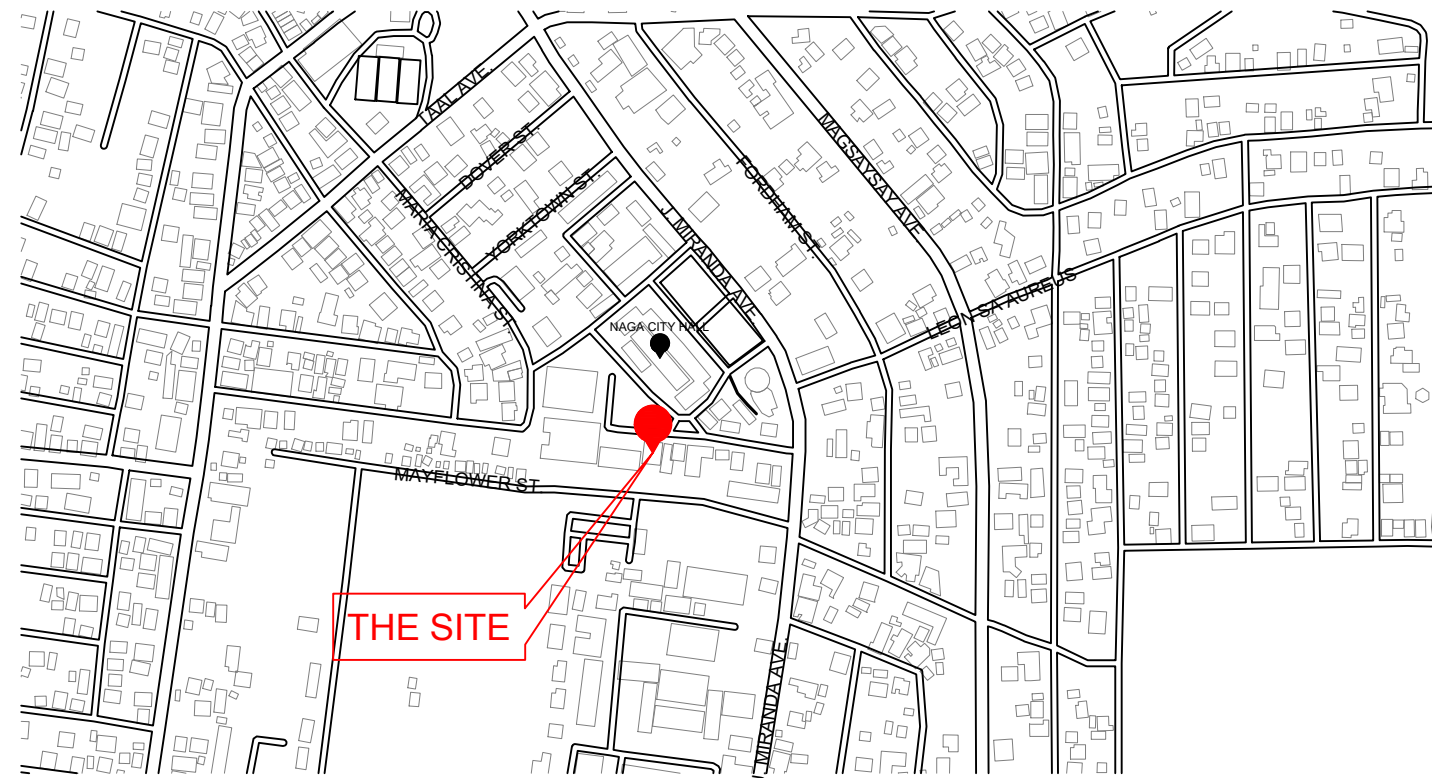 AAL AVE.
DOVER ST.
YORKTOWN ST.
MARIA CRISTINA ST.
J. MIRANDA AVE.
FORDHAM ST.
MAGSAYSAY AVE.
LEON SA AUREUS
NAGA CITY HALL
MAYFLOWER ST.
THE SITE
MIRANDA AVE.